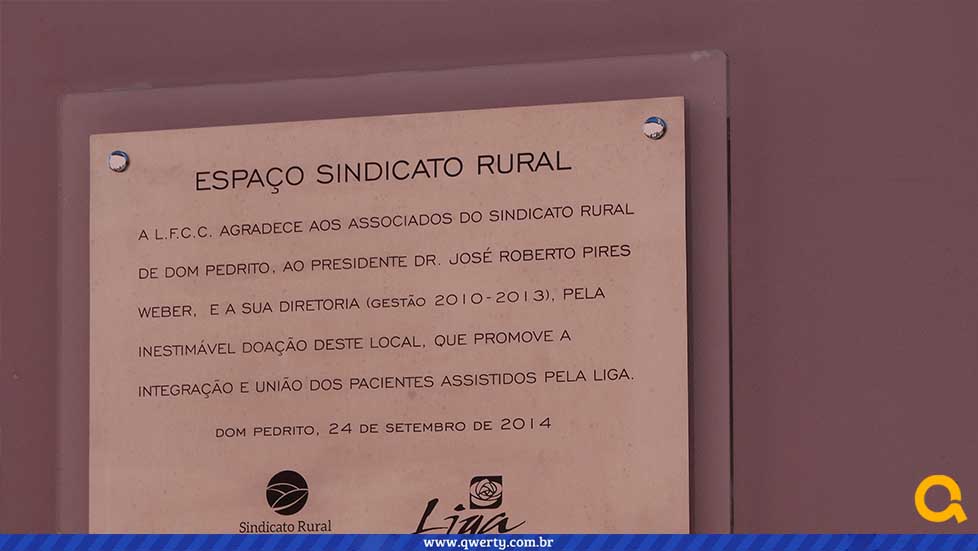 ESPAÇO SINDICATO RURAL
A L.F.C.C. AGRADECE AOS ASSOCIADOS DO SINDICATO RURAL
DE DOM PEDRITO, AO PRESIDENTE DR. JOSÉ ROBERTO PIRES
WEBER, E A SUA DIRETORIA (GESTÃO 2010-2013), PELA
INESTIMÁVEL DOAÇÃO DESTE LOCAL, QUE PROMOVE A
INTEGRAÇÃO E UNIÃO DOS PACIENTES ASSISTIDOS PELA LIGA.
DOM PEDRITO, 24 DE SETEMBRO DE 2014
Sindicato Rural
Liga
www.qwerty.com.br